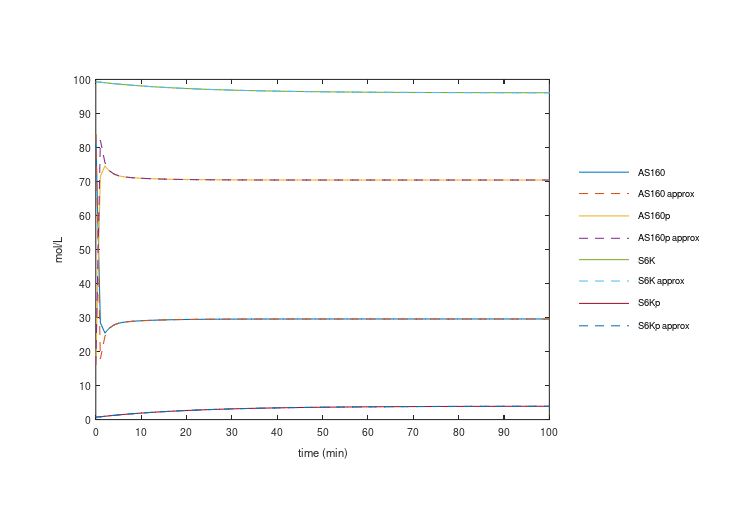 100
90
80
70
60
50
40
30
20
10
0
mol/L
0 10 20 30 40 50 60 70 80 90 100
time (min)
AS160
AS160 approx
AS160p
AS160p approx
S6K
S6K approx
S6Kp
S6Kp approx